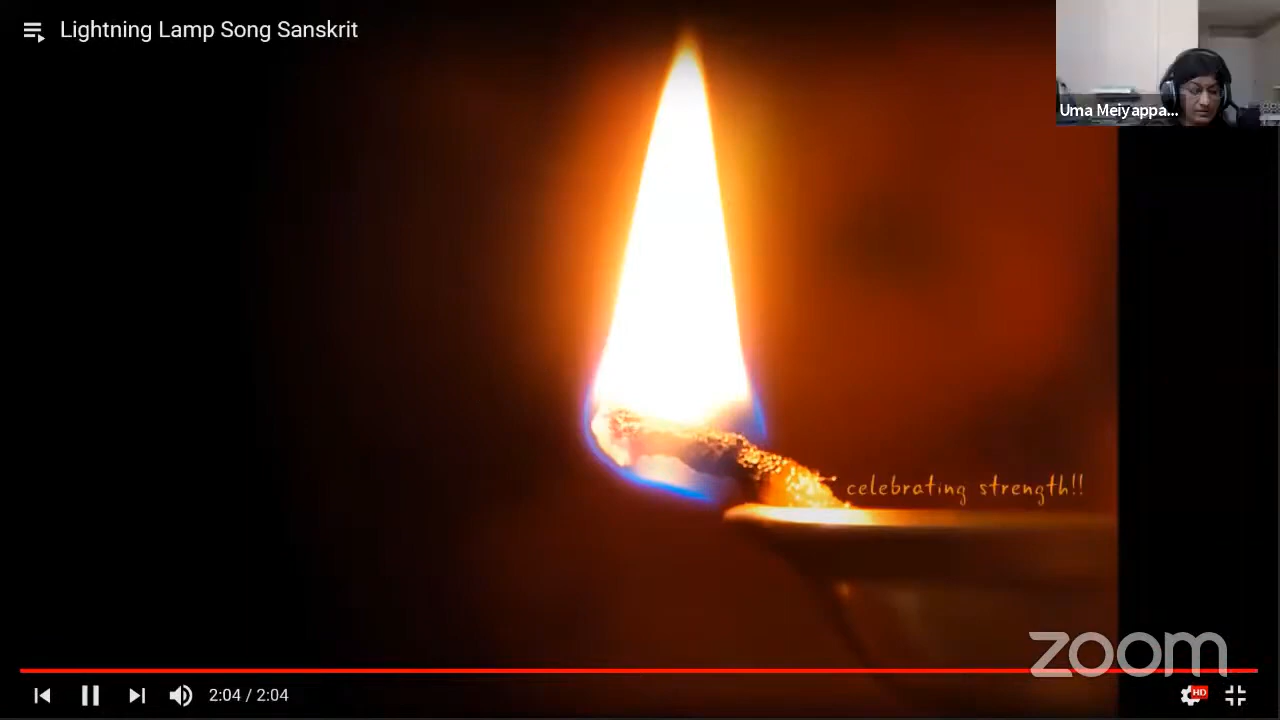 Lightning Lamp Song Sanskrit
Uma Meiyappa...
celebrating strength!!
zoom
2:04 / 2:04
HD